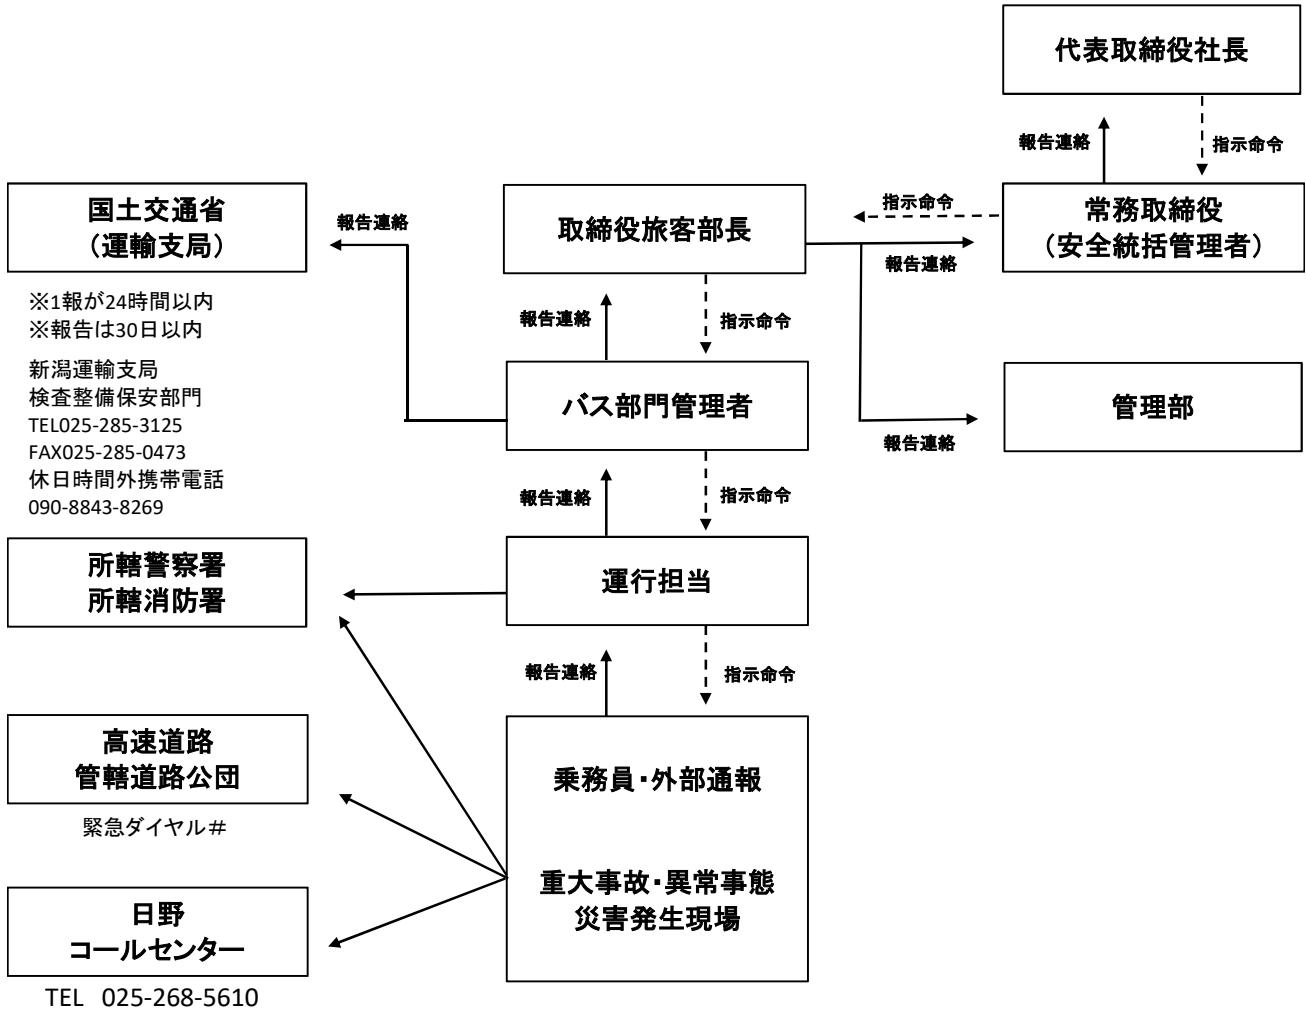 代表取締役社長
報告連絡
指示命令
国土交通省
（運輸支局）
報告連絡
取締役旅客部長
指示命令
報告連絡
常務取締役
（安全統括管理者）
※1報が24時間以内
※報告は30日以内
新潟運輸支局
検査整備保安部門
TEL025-285-3125
FAX025-285-0473
休日時間外携帯電話
090-8843-8269
報告連絡
指示命令
バス部門管理者
管理部
報告連絡
報告連絡
指示命令
所轄警察署
所轄消防署
運行担当
報告連絡
指示命令
高速道路
管轄道路公団
緊急ダイヤル＃
乗務員・外部通報
重大事故・異常事態
災害発生現場
日野
コールセンター
TEL 025-268-5610